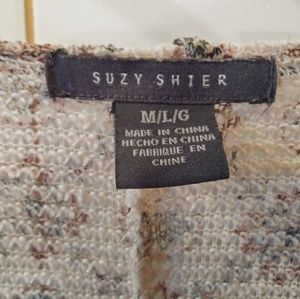 SUZY SHIER
M/L/G
MADE IN CHINA
HECHO EN CHINA
FABRIQUE EN
CHINE